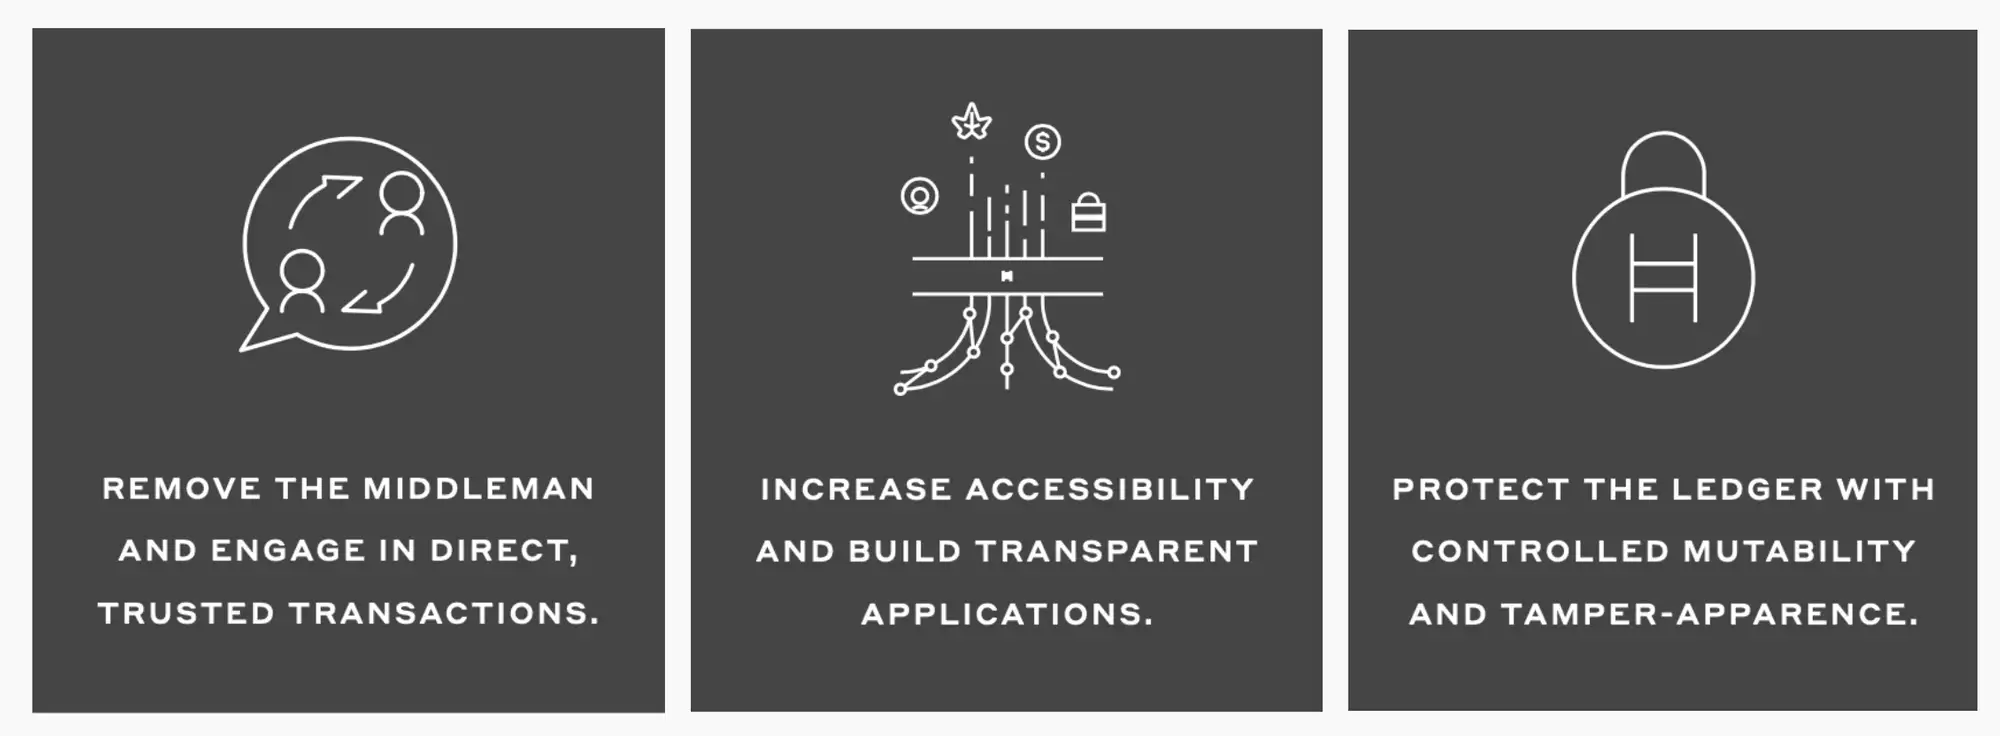 REMOVE THE MIDDLEMAN
AND ENGAGE IN DIRECT,
TRUSTED TRANSACTIONS.
$
INCREASE ACCESSIBILITY
AND BUILD TRANSPARENT
APPLICATIONS.
H
PROTECT THE LEDGER WITH
CONTROLLED MUTABILITY
AND TAMPER-APPARENCE.